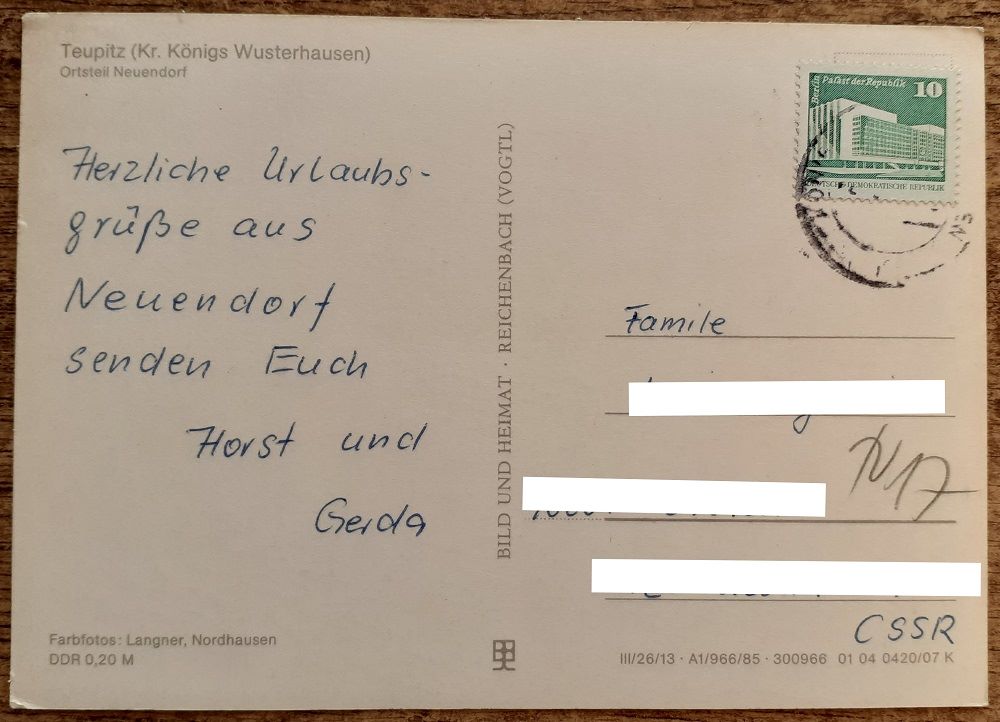 Teupitz (Kr. Königs Wusterhausen)
Ortsteil Neuendorf
Herzliche Urlaubs-
grüße aus
Neuendorf
senden Euch
Horst und
Gerda
Farbfotos: Langner, Nordhausen
DDR 0,20 M
BILD UND HEIMAT · REICHENBACH (VOGTL)
Berlin
Palast der Republik
10
DEUTSCHE DEMOKRATISCHE REPUBLIK
Famile
CSSR
III/26/13 · A1/966/85 · 300966 01 04 0420/07 K